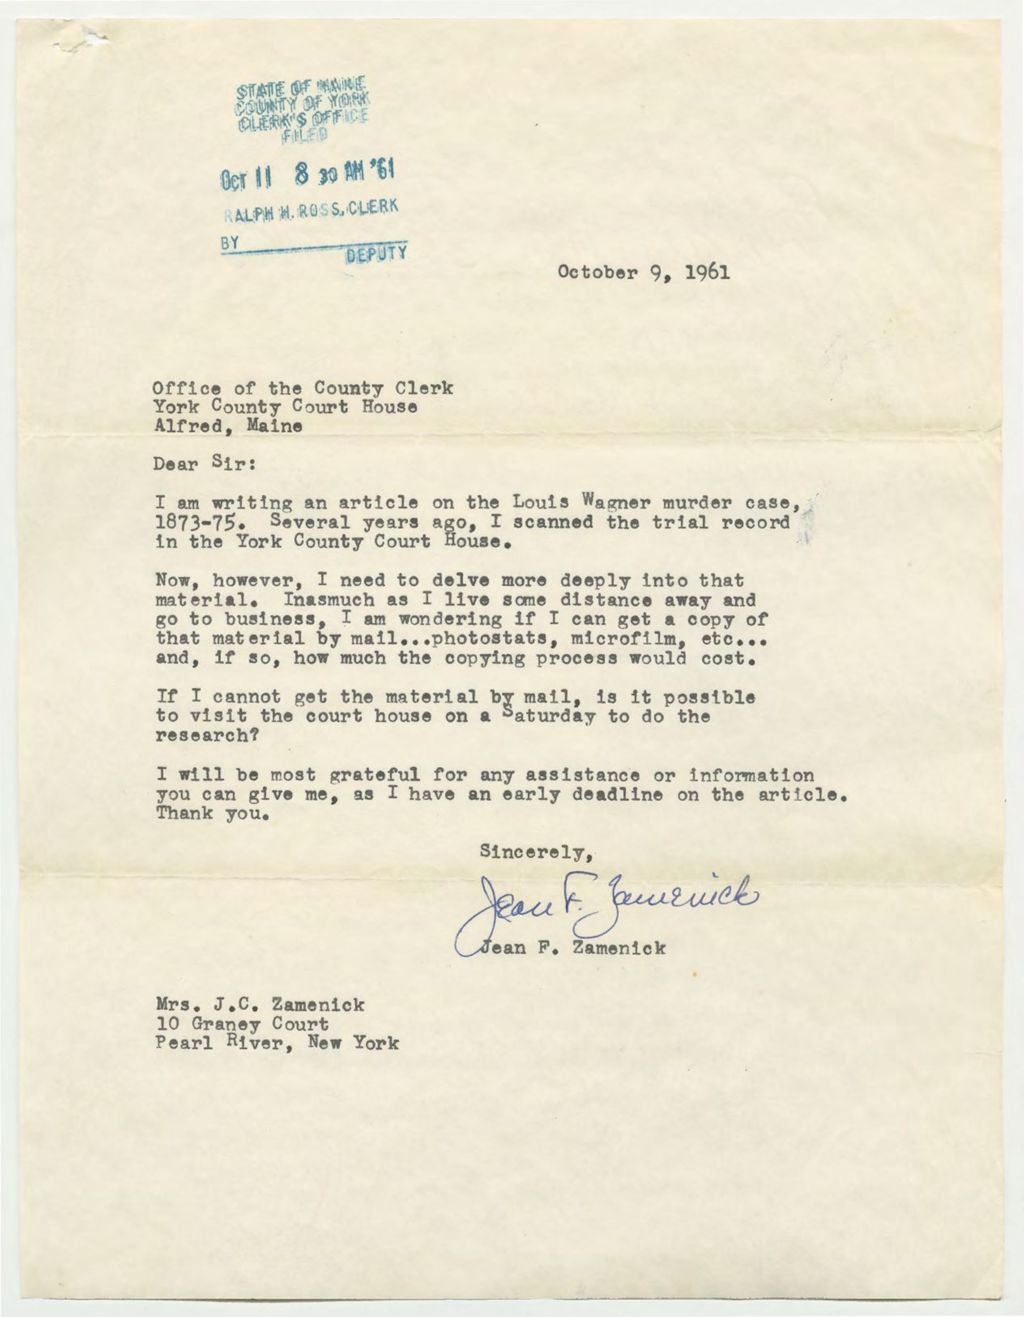 STATE OF MAINE
COUNTY OF YORK
CLERK'S OFFICE
FILED
OCT 11 8 30 AM '61
RALPH H. ROSS, CLERK
BY
DEPUTY
October 9, 1961
Office of the County Clerk
York County Court House
Alfred, Maine
Dear Sir:
I am writing an article on the Louis Wagner murder case,
1873-75. Several years ago, I scanned the trial record
in the York County Court House.
Now, however, I need to delve more deeply into that
material. Inasmuch as I live some distance away and
go to business, I am wondering if I can get a copy of
that material by mail...photostats, microfilm, etc...
and, if so, how much the copying process would cost.
If I cannot get the material by mail, is it possible
to visit the court house on a Saturday to do the
research?
I will be most grateful for any assistance or information
you can give me, as I have an early deadline on the article.
Thank you.
Sincerely,
Jean F. Zamenick
Jean F. Zamenick
Mrs. J.C. Zamenick
10 Graney Court
Pearl River, New York